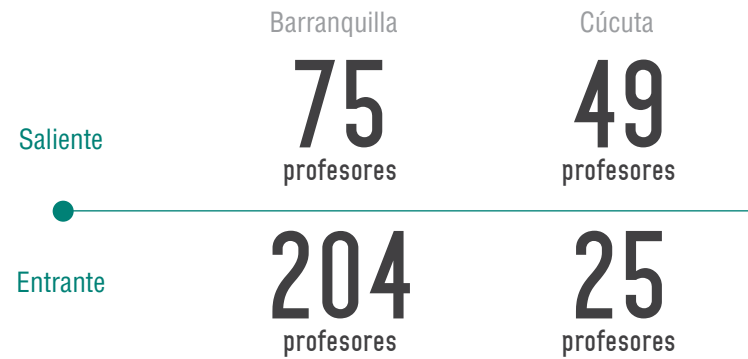 Barranquilla Cúcuta
Saliente
75 49
profesores profesores
Entrante
204 25
profesores profesores